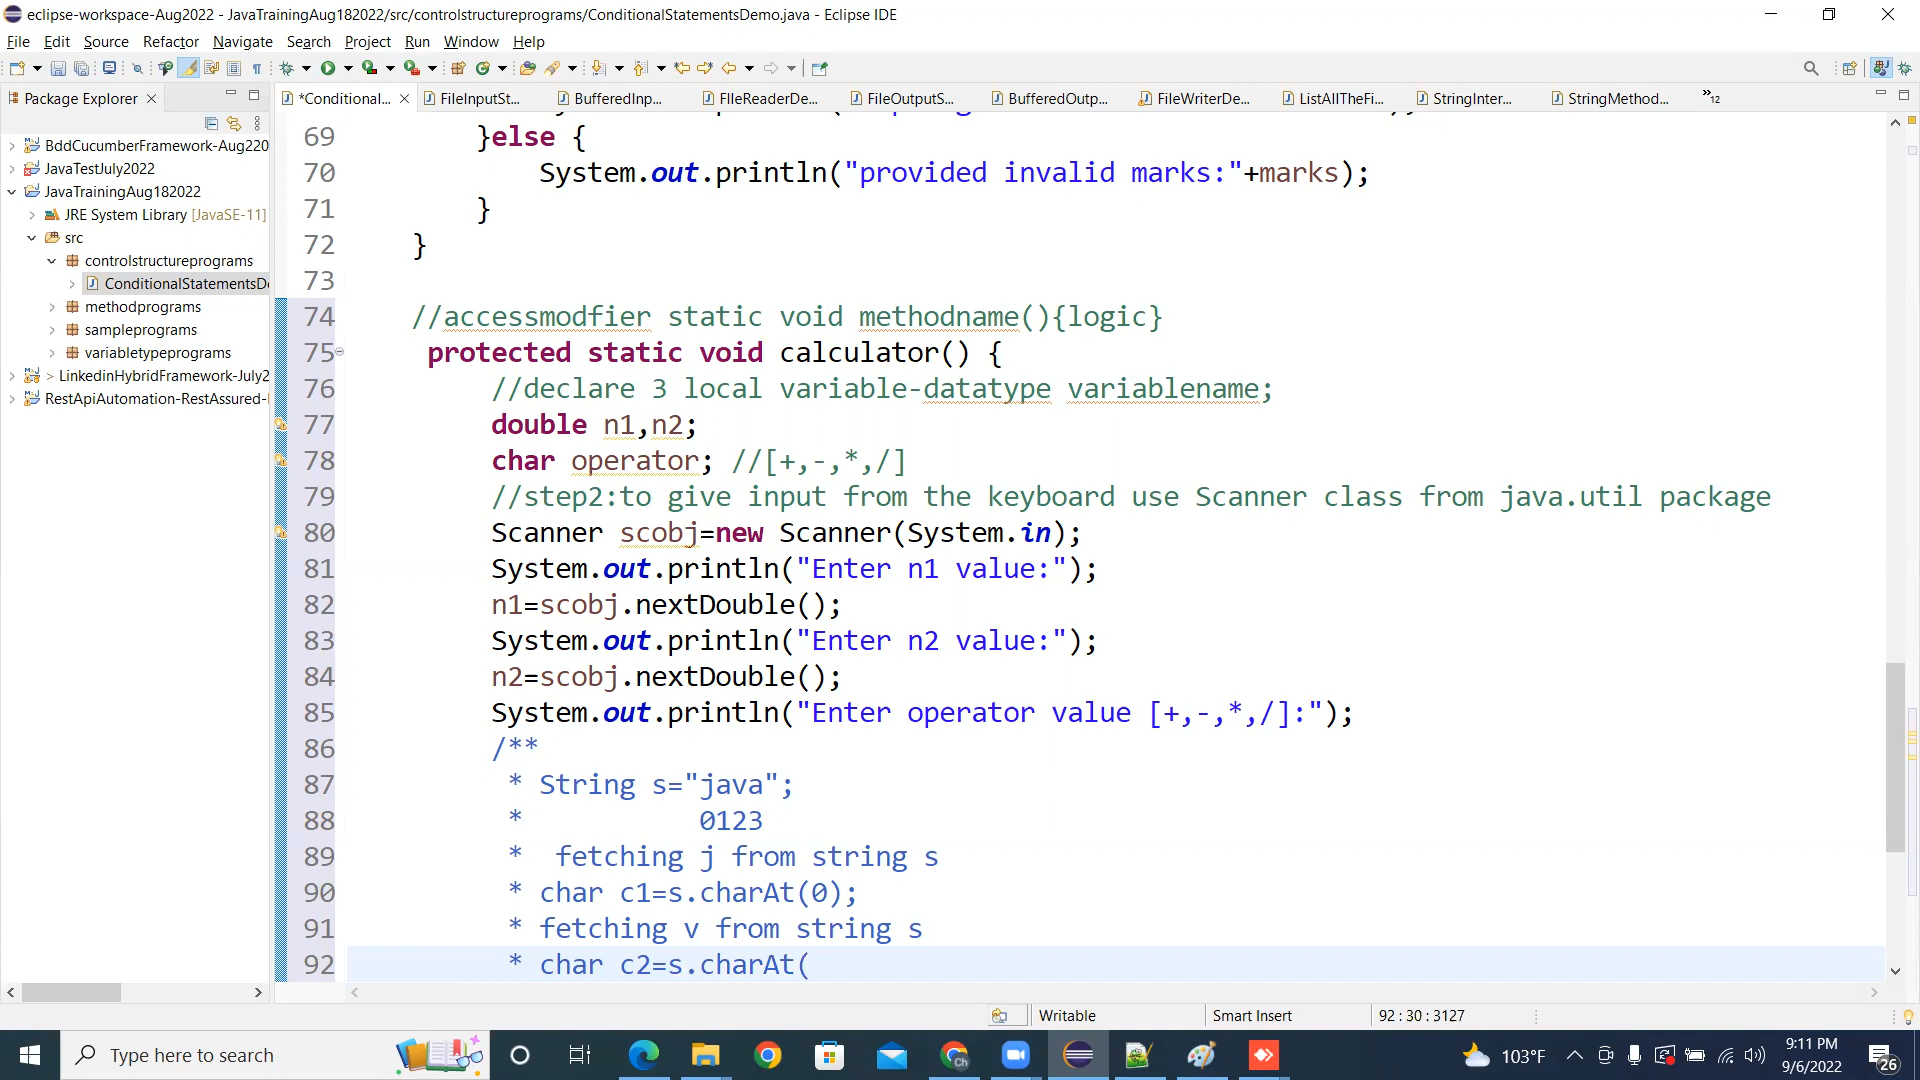 eclipse-workspace-Aug2022 - JavaTrainingAug182022/src/controlstructureprograms/ConditionalStatementsDemo.java - Eclipse IDE
File Edit Source Refactor Navigate Search Project Run Window Help
Package Explorer
*Conditional... FileInputSt... BufferedInp... FIleReaderDe... FileOutputS... BufferedOutp... FileWriterDe... ListAllTheFi... StringInter... StringMethod... »12
BddCucumberFramework-Aug220
JavaTestJuly2022
JavaTrainingAug182022
JRE System Library [JavaSE-11]
src
controlstructureprograms
ConditionalStatementsDe
methodprograms
sampleprograms
variabletypeprograms
> LinkedinHybridFramework-July2
RestApiAutomation-RestAssured-
69 }else {
70 System.out.println("provided invalid marks:"+marks);
71 }
72 }
73
74 //accessmodfier static void methodname(){logic}
75 protected static void calculator() {
76 //declare 3 local variable-datatype variablename;
77 double n1,n2;
78 char operator; //[+,-,*,/]
79 //step2:to give input from the keyboard use Scanner class from java.util package
80 Scanner scobj=new Scanner(System.in);
81 System.out.println("Enter n1 value:");
82 n1=scobj.nextDouble();
83 System.out.println("Enter n2 value:");
84 n2=scobj.nextDouble();
85 System.out.println("Enter operator value [+,-,*,/]:");
86 /**
87 * String s="java";
88 * 0123
89 * fetching j from string s
90 * char c1=s.charAt(0);
91 * fetching v from string s
92 * char c2=s.charAt(
Writable Smart Insert 92 : 30 : 3127
Type here to search
103°F
9:11 PM
9/6/2022
26